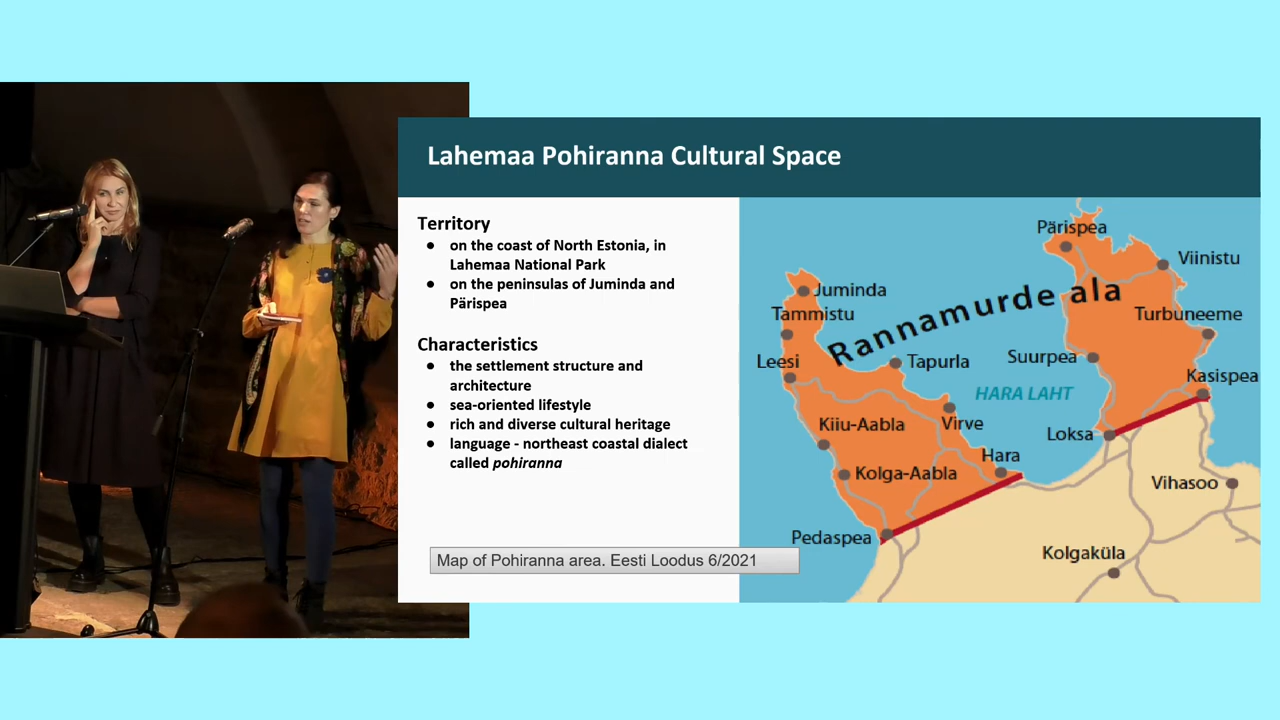 Lahemaa Pohiranna Cultural Space
Territory
● on the coast of North Estonia, in
Lahemaa National Park
● on the peninsulas of Juminda and
Pärispea
Characteristics
● the settlement structure and
architecture
● sea-oriented lifestyle
● rich and diverse cultural heritage
● language - northeast coastal dialect
called pohiranna
Map of Pohiranna area. Eesti Loodus 6/2021
Pärispea
Viinistu
Juminda
Rannamurde ala
Tammistu
Turbuneeme
Leesi
Tapurla
Suurpea
Kasispea
HARA LAHT
Kiiu-Aabla
Virve
Loksa
Hara
Kolga-Aabla
Vihasoo
Pedaspea
Kolgaküla